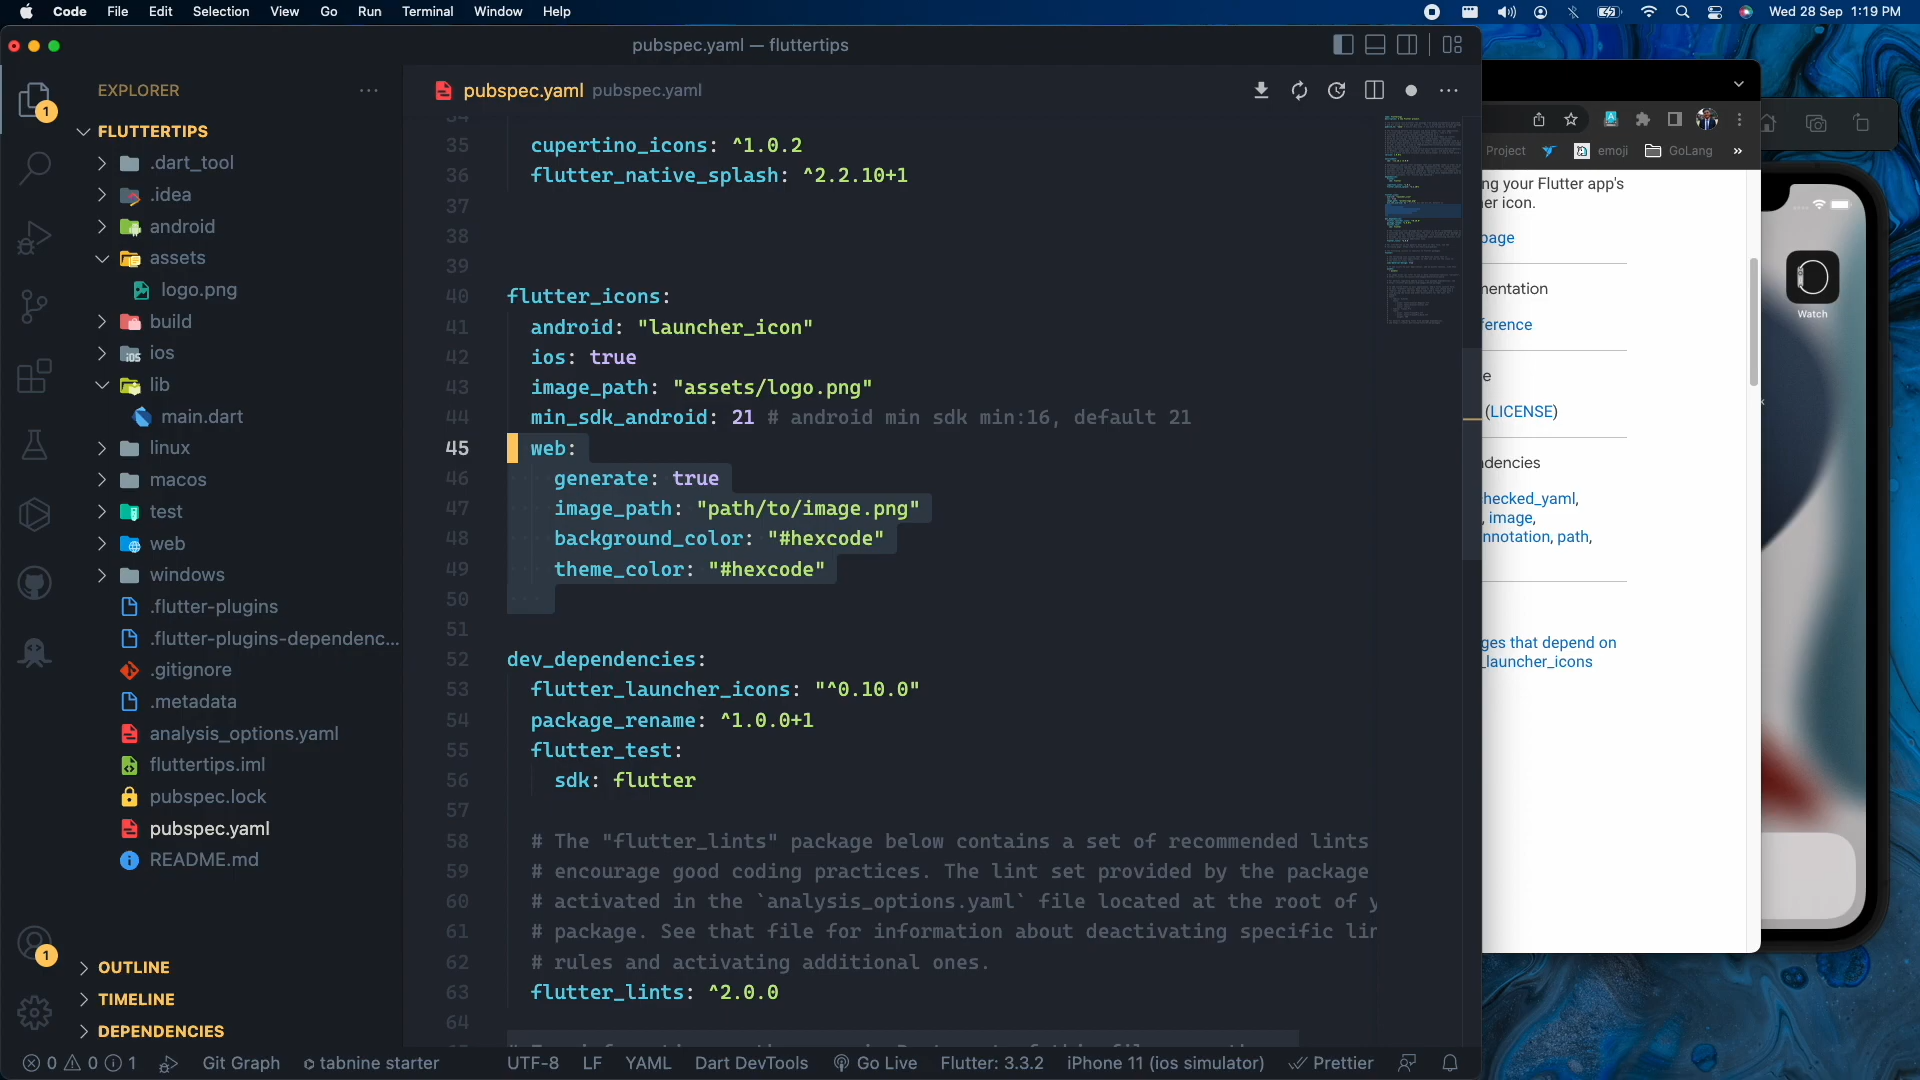 Code File Edit Selection View Go Run Terminal Window Help
Wed 28 Sep 1:19 PM
pubspec.yaml — fluttertips
EXPLORER
pubspec.yaml pubspec.yaml
FLUTTERTIPS
.dart_tool
.idea
android
assets
logo.png
build
ios
lib
main.dart
linux
macos
test
web
windows
.flutter-plugins
.flutter-plugins-dependenc...
.gitignore
.metadata
analysis_options.yaml
fluttertips.iml
pubspec.lock
pubspec.yaml
README.md
OUTLINE
TIMELINE
DEPENDENCIES
1
1
34
35 cupertino_icons: ^1.0.2
36 flutter_native_splash: ^2.2.10+1
37
38
39
40 flutter_icons:
41 android: "launcher_icon"
42 ios: true
43 image_path: "assets/logo.png"
44 min_sdk_android: 21 # android min sdk min:16, default 21
45 web:
46 generate: true
47 image_path: "path/to/image.png"
48 background_color: "#hexcode"
49 theme_color: "#hexcode"
50
51
52 dev_dependencies:
53 flutter_launcher_icons: "^0.10.0"
54 package_rename: ^1.0.0+1
55 flutter_test:
56 sdk: flutter
57
58 # The "flutter_lints" package below contains a set of recommended lints
59 # encourage good coding practices. The lint set provided by the package
60 # activated in the `analysis_options.yaml` file located at the root of y
61 # package. See that file for information about deactivating specific lin
62 # rules and activating additional ones.
63 flutter_lints: ^2.0.0
64
0 0 1 Git Graph tabnine starter UTF-8 LF YAML Dart DevTools Go Live Flutter: 3.3.2 iPhone 11 (ios simulator) Prettier
Project emoji GoLang »
ng your Flutter app's
er icon.
page
mentation
ference
e
(LICENSE)
dencies
hecked_yaml,
, image,
nnotation, path,
ges that depend on
_launcher_icons
Watch